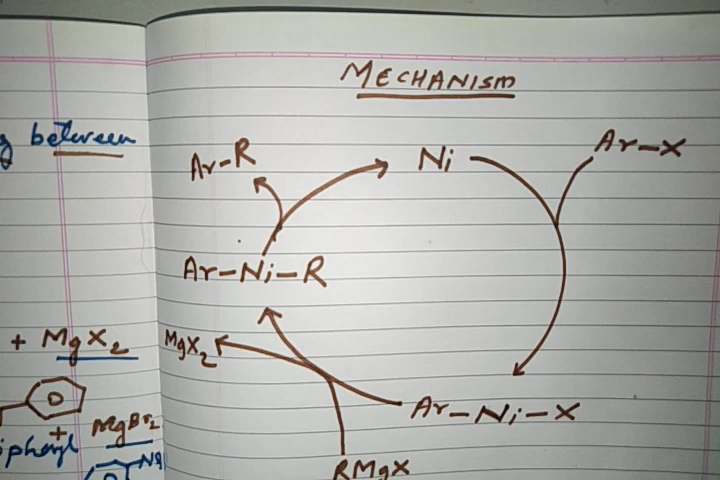 MECHANISM
between
Ar-R
Ni
Ar-X
Ar-Ni-R
+ MgX2
MgX2
Ar-Ni-X
+
MgBr2
RMgX